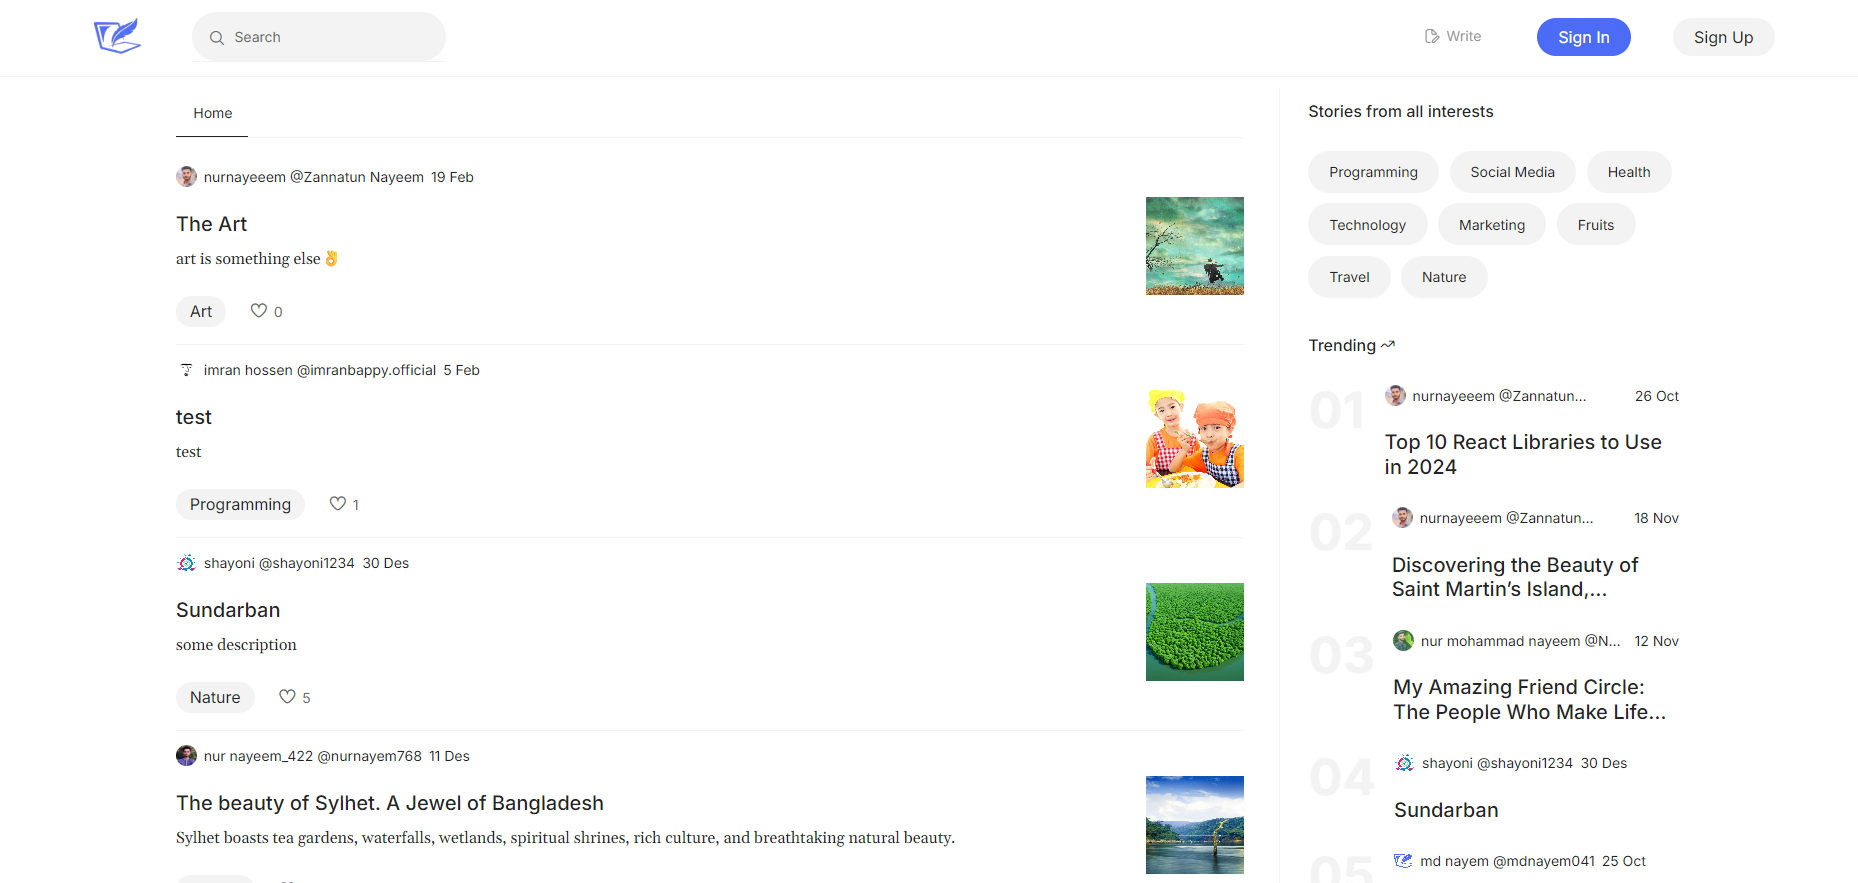 Search
Write
Sign In
Sign Up
Home
nurnayeeem @Zannatun Nayeem 19 Feb
The Art
art is something else 👌
Art
0
imran hossen @imranbappy.official 5 Feb
test
test
Programming
1
shayoni @shayoni1234 30 Des
Sundarban
some description
Nature
5
nur nayeem_422 @nurnayem768 11 Des
The beauty of Sylhet. A Jewel of Bangladesh
Sylhet boasts tea gardens, waterfalls, wetlands, spiritual shrines, rich culture, and breathtaking natural beauty.
Stories from all interests
Programming
Social Media
Health
Technology
Marketing
Fruits
Travel
Nature
Trending
01
nurnayeeem @Zannatun... 26 Oct
Top 10 React Libraries to Use
in 2024
02
nurnayeeem @Zannatun... 18 Nov
Discovering the Beauty of
Saint Martin’s Island,...
03
nur mohammad nayeem @N... 12 Nov
My Amazing Friend Circle:
The People Who Make Life...
04
shayoni @shayoni1234 30 Des
Sundarban
05
md nayem @mdnayem041 25 Oct